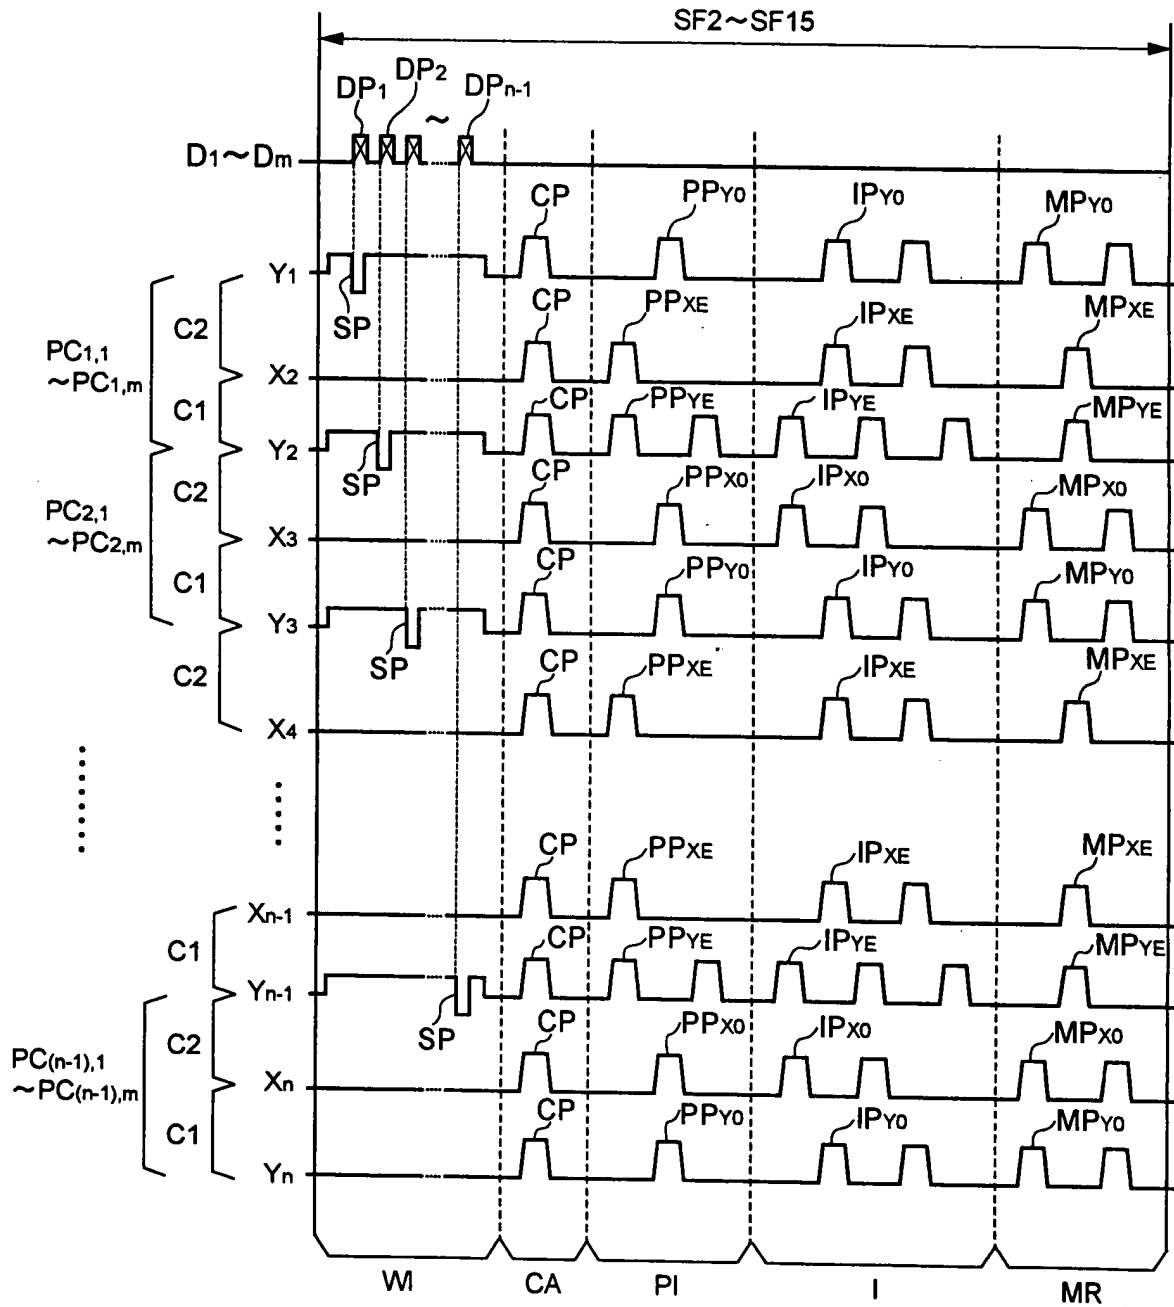 SF2～SF15
DP1 DP2 ～ DPn-1
D1～Dm
CP PPY0 IPY0 MPY0
Y1
SP
CP PPXE IPXE MPXE
C2
PC1,1
～PC1,m
X2
C1
CP PPYE IPYE MPYE
Y2
SP
CP PPX0 IPX0 MPX0
C2
PC2,1
～PC2,m
X3
C1
CP PPY0 IPY0 MPY0
Y3
SP
C2
CP PPXE IPXE MPXE
X4
CP PPXE IPXE MPXE
Xn-1
C1
CP PPYE IPYE MPYE
Yn-1
SP
CP PPX0 IPX0 MPX0
C2
PC(n-1),1
～PC(n-1),m
Xn
C1
CP PPY0 IPY0 MPY0
Yn
WI CA PI I MR